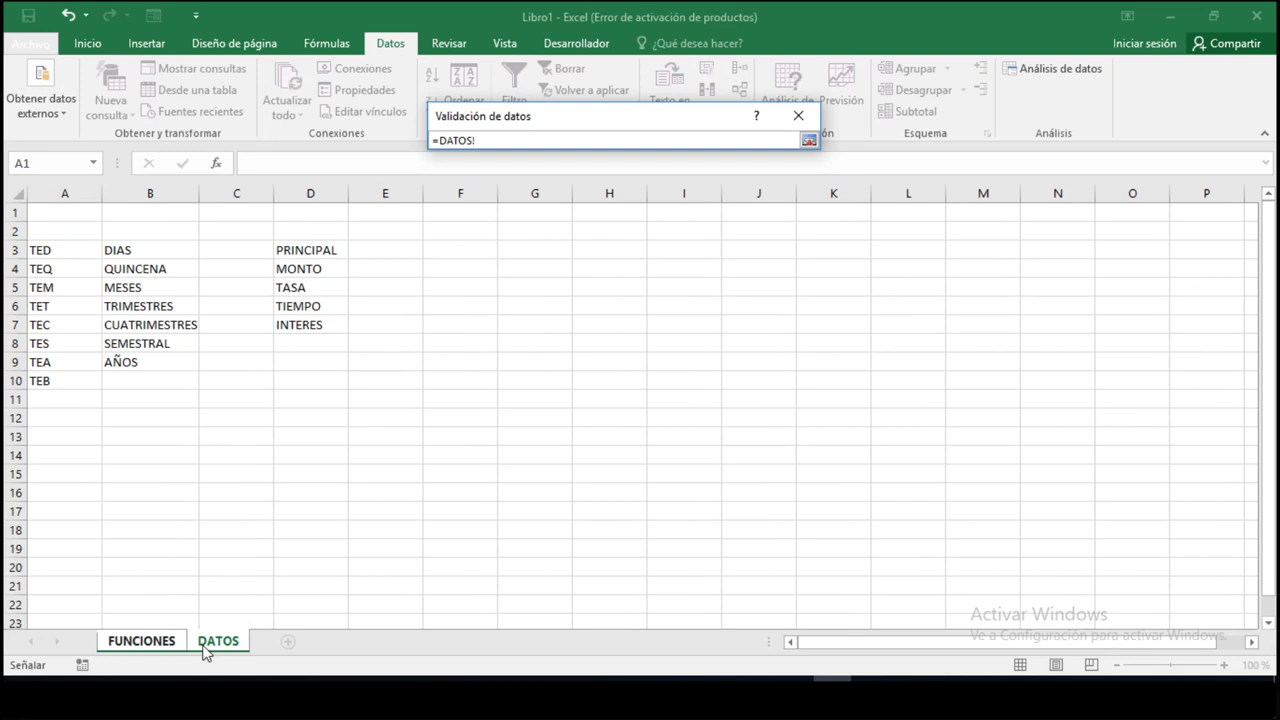 Libro1 - Excel (Error de activación de productos)
Archivo Inicio Insertar Diseño de página Fórmulas Datos Revisar Vista Desarrollador ¿Qué desea hacer? Iniciar sesión Compartir
Obtener datos externos
Nueva consulta
Mostrar consultas
Desde una tabla
Fuentes recientes
Obtener y transformar
Actualizar todo
Conexiones
Propiedades
Editar vínculos
Conexiones
Ordenar
Filtro
Borrar
Volver a aplicar
Texto en
Análisis de
Previsión
Agrupar
Desagrupar
Subtotal
Esquema
Análisis de datos
Análisis
Validación de datos ?
=DATOS!
A1 fx
A B C D E F G H I J K L M N O P
1
2
3 TED DIAS PRINCIPAL
4 TEQ QUINCENA MONTO
5 TEM MESES TASA
6 TET TRIMESTRES TIEMPO
7 TEC CUATRIMESTRES INTERES
8 TES SEMESTRAL
9 TEA AÑOS
10 TEB
11
12
13
14
15
16
17
18
19
20
21
22
23
Activar Windows
Ve a Configuración para activar Windows.
FUNCIONES DATOS
Señalar 100 %